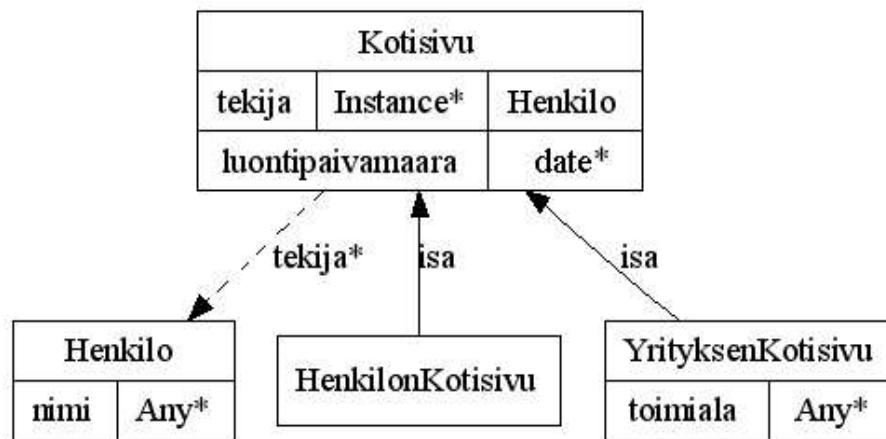 Kotisivu
tekija Instance* Henkilo
luontipaivamaara date*
tekija* isa isa
Henkilo HenkilonKotisivu YrityksenKotisivu
nimi Any* toimiala Any*